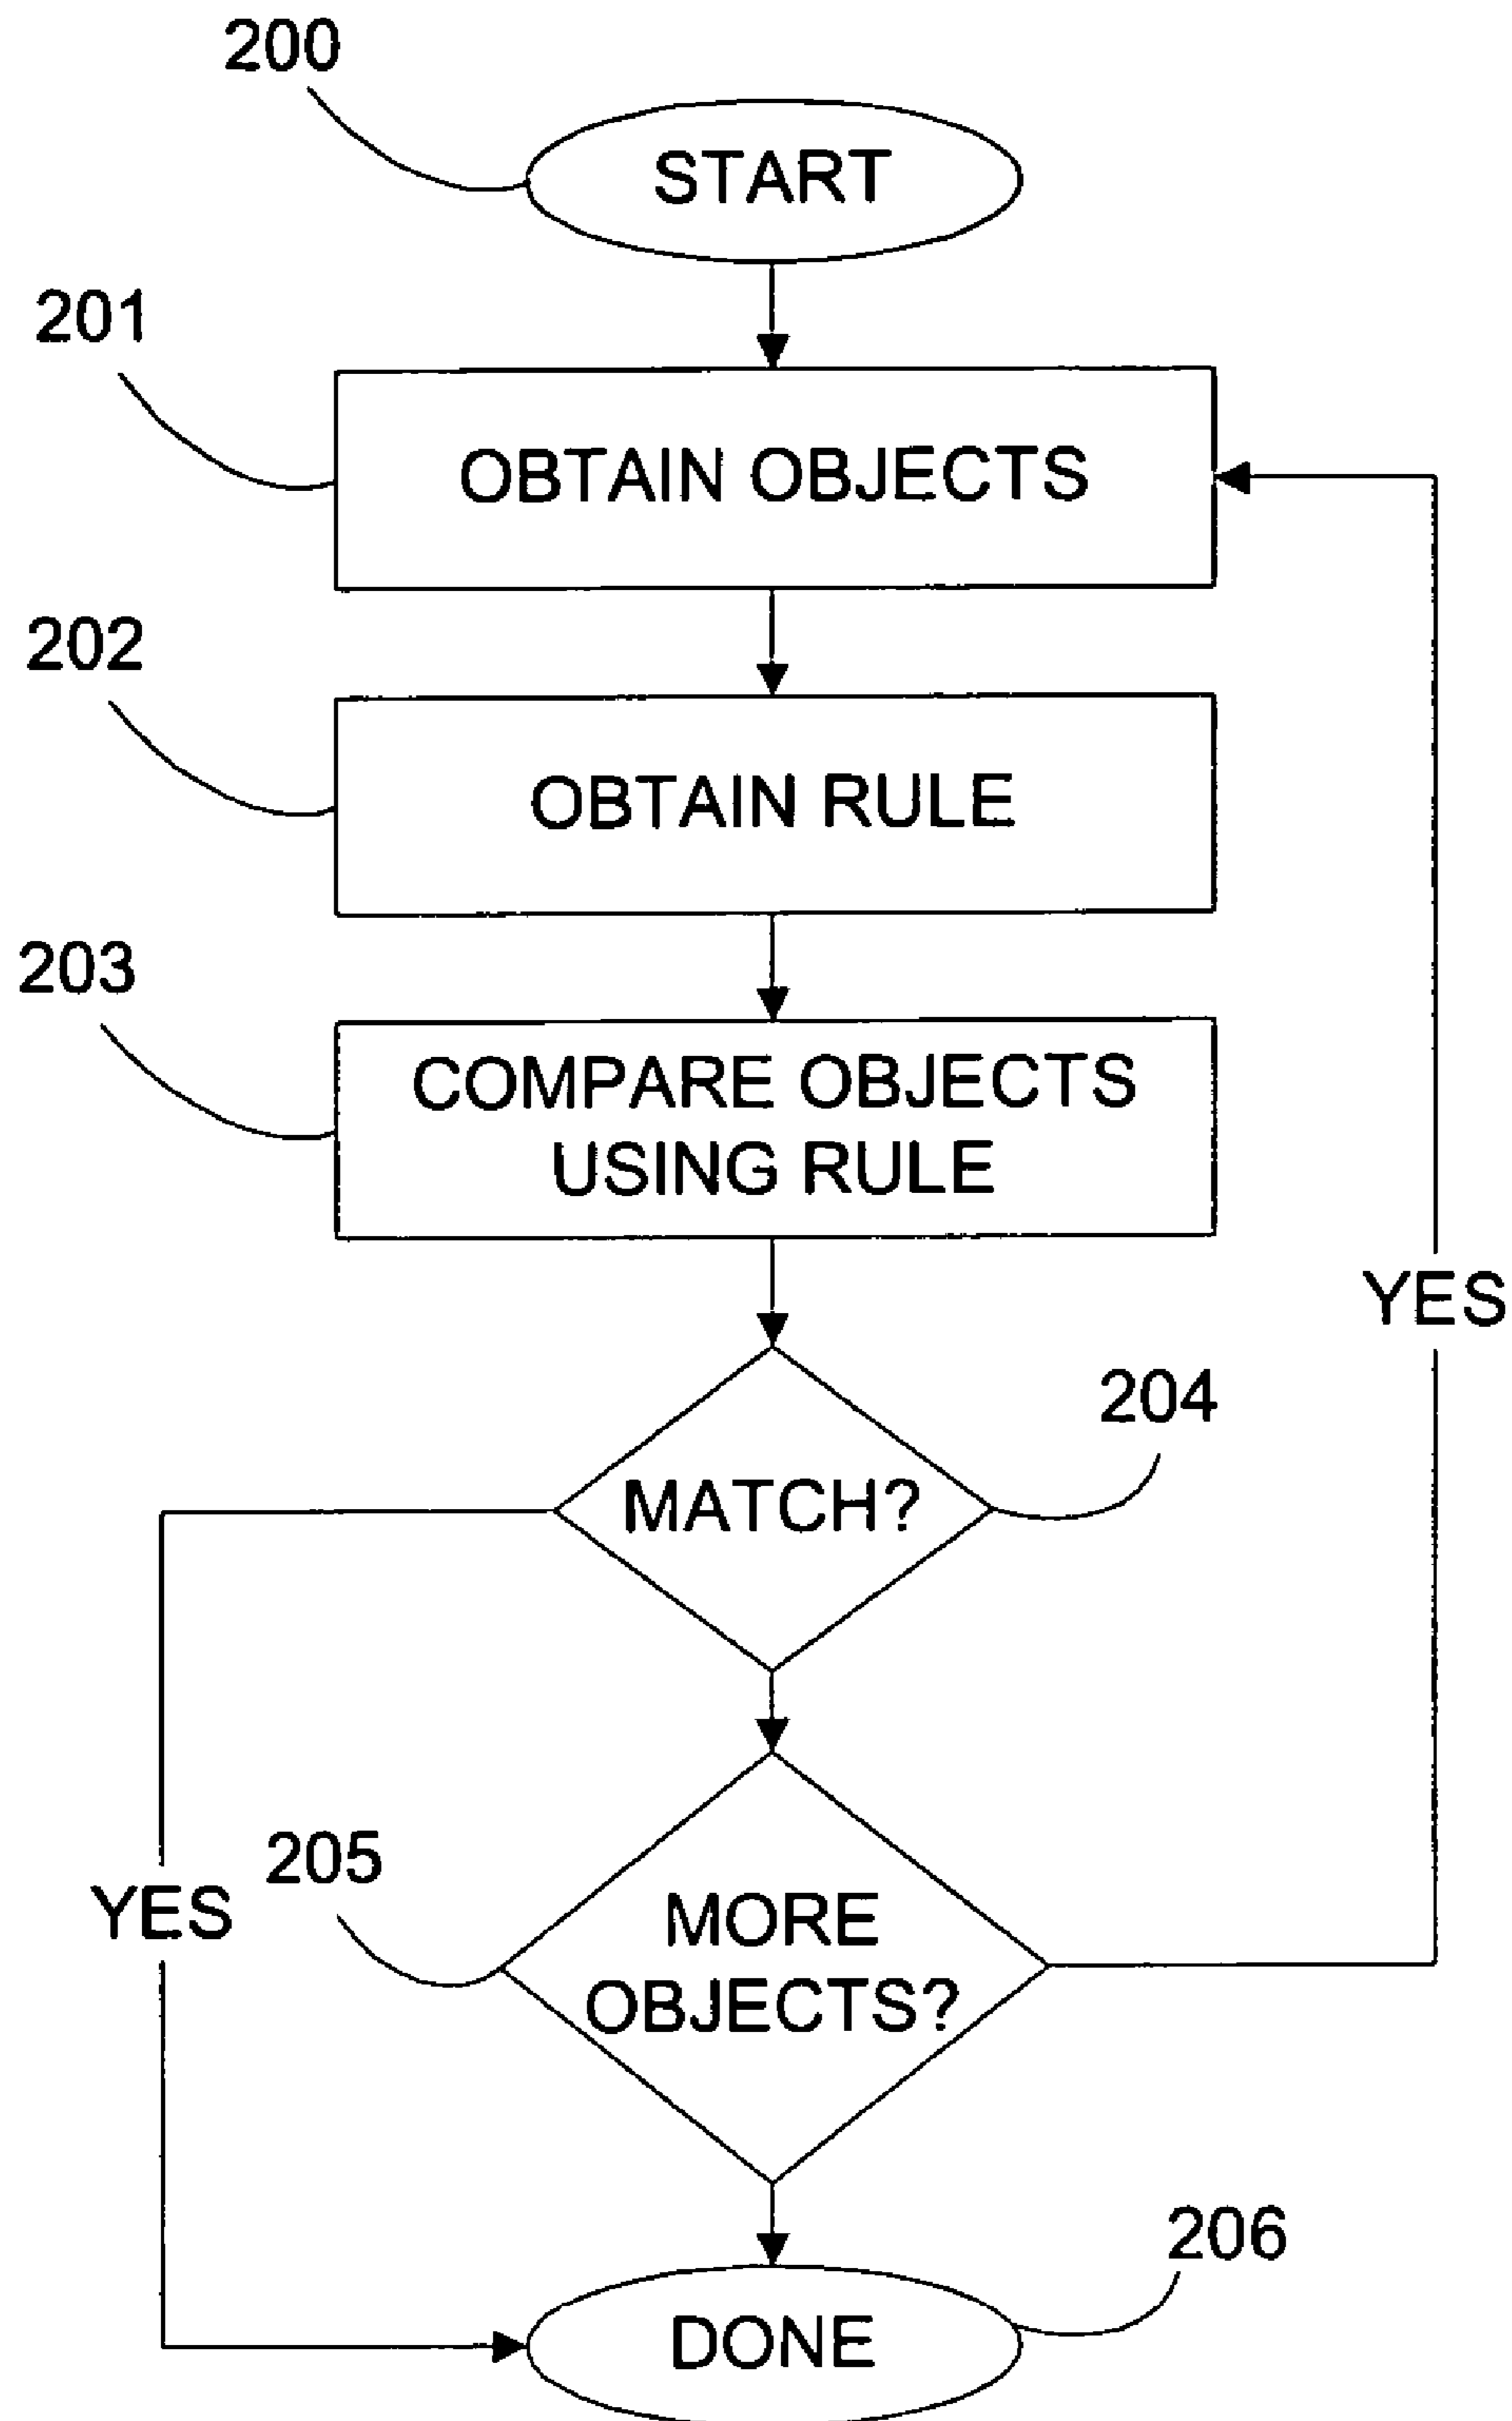 200
START
201
OBTAIN OBJECTS
202
OBTAIN RULE
203
COMPARE OBJECTS
USING RULE
YES
204
MATCH?
205
YES
MORE
OBJECTS?
206
DONE